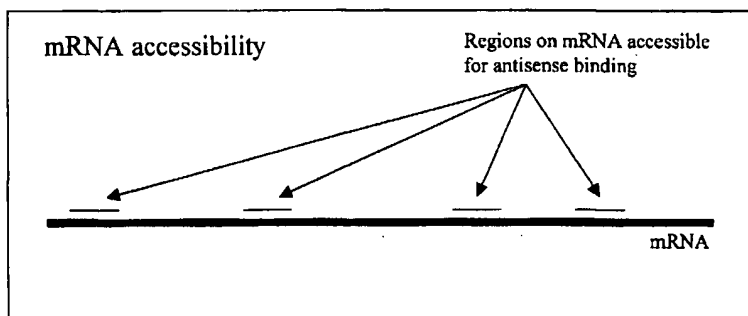 mRNA accessibility
Regions on mRNA accessible
for antisense binding
mRNA